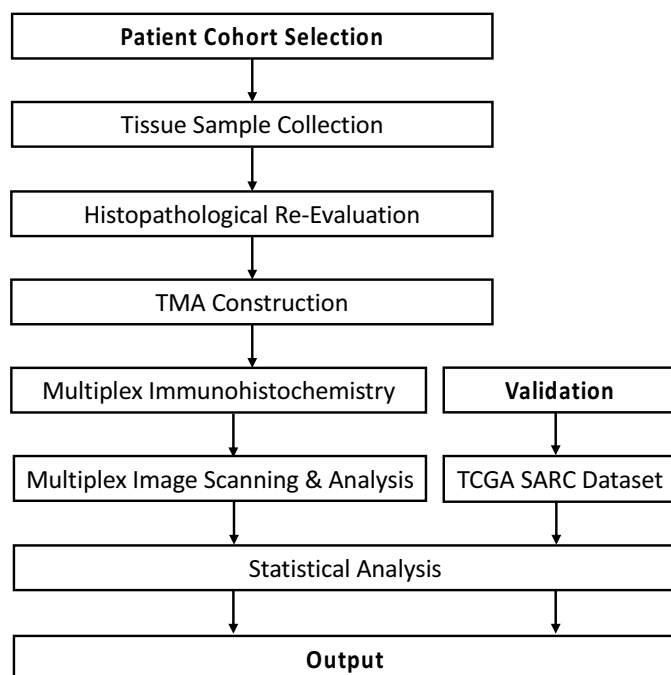 Patient Cohort Selection
Tissue Sample Collection
Histopathological Re-Evaluation
TMA Construction
Multiplex Immunohistochemistry
Validation
Multiplex Image Scanning & Analysis
TCGA SARC Dataset
Statistical Analysis
Output